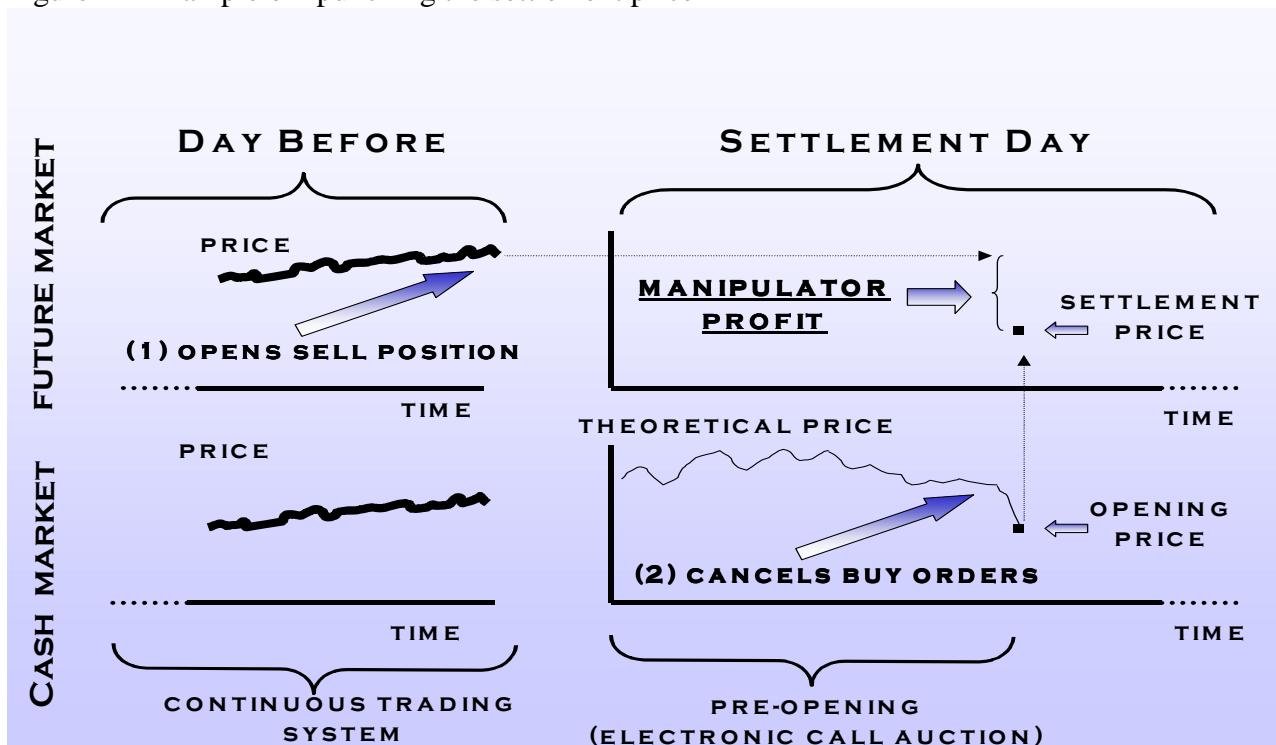 DAY BEFORE
SETTLEMENT DAY
FUTURE MARKET
PRICE
MANIPULATOR
PROFIT
SETTLEMENT
PRICE
(1) OPENS SELL POSITION
TIME
TIME
CASH MARKET
PRICE
THEORETICAL PRICE
OPENING
PRICE
(2) CANCELS BUY ORDERS
TIME
TIME
CONTINUOUS TRADING
SYSTEM
PRE-OPENING
(ELECTRONIC CALL AUCTION)